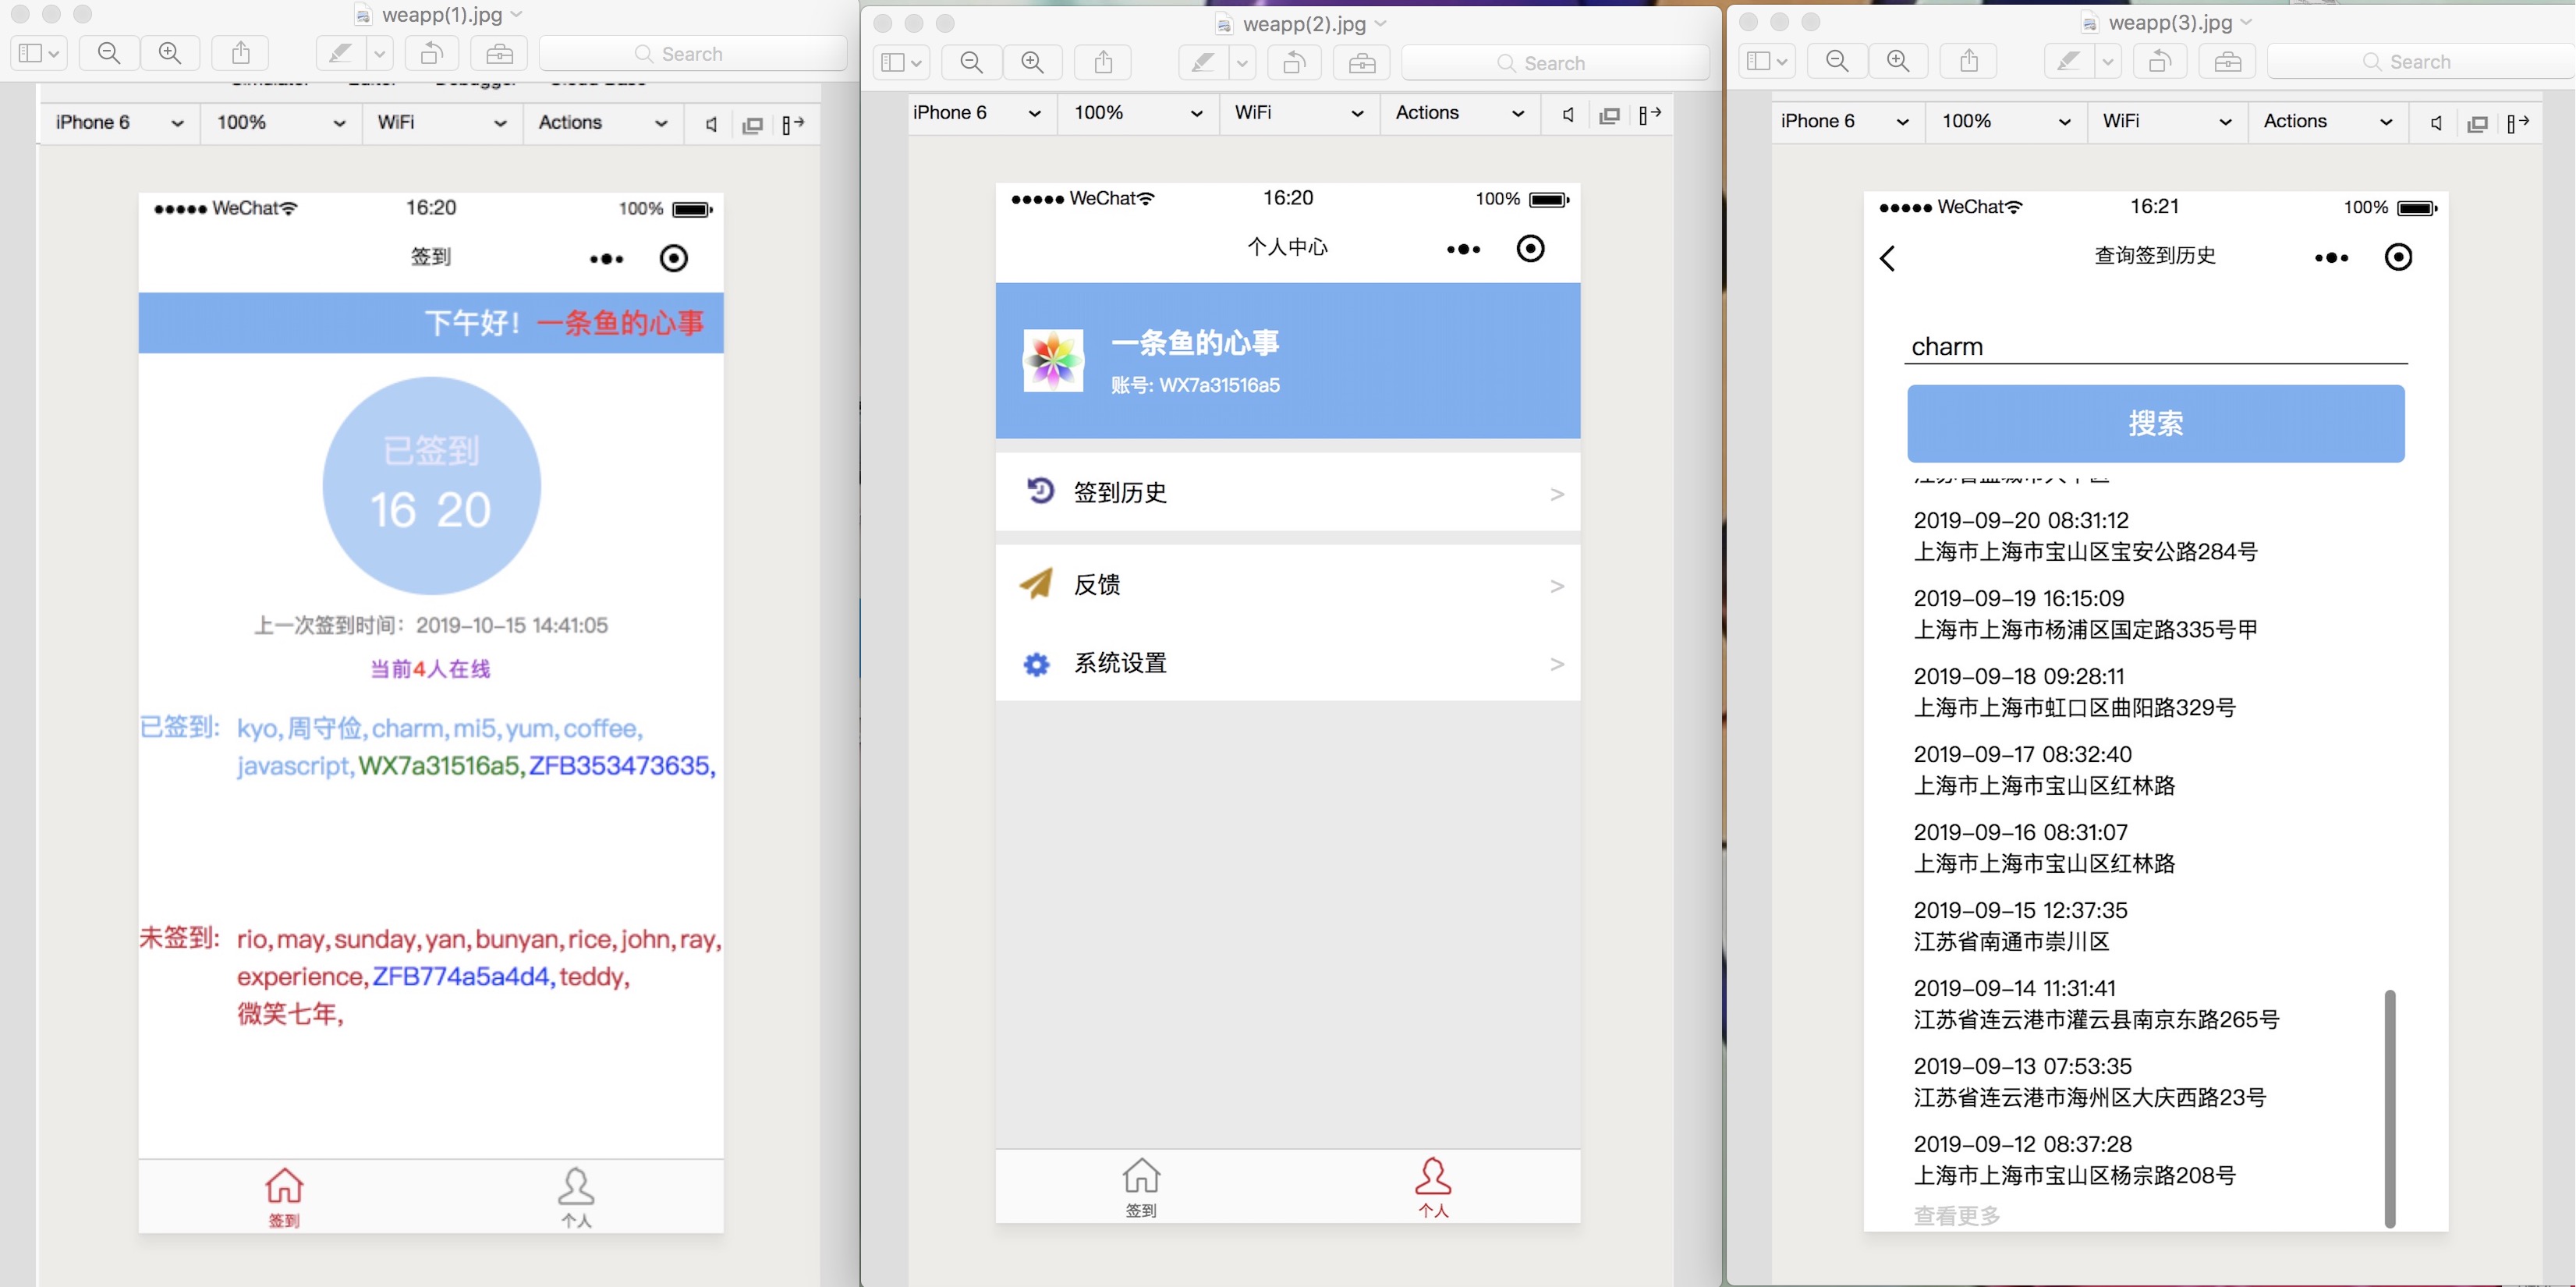 weapp(1).jpg
Search
iPhone 6
100%
WiFi
Actions
●●●●● WeChat
16:20
100%
签到
下午好! 一条鱼的心事
已签到
16 20
上一次签到时间: 2019-10-15 14:41:05
当前4人在线
已签到: kyo,周守俭,charm,mi5,yum,coffee,
javascript,WX7a31516a5,ZFB353473635,
未签到: rio,may,sunday,yan,bunyan,rice,john,ray,
experience,ZFB774a5a4d4,teddy,
微笑七年,
签到
个人
weapp(2).jpg
Search
iPhone 6
100%
WiFi
Actions
●●●●● WeChat
16:20
100%
个人中心
一条鱼的心事
账号: WX7a31516a5
签到历史 >
反馈 >
系统设置 >
签到
个人
weapp(3).jpg
Search
iPhone 6
100%
WiFi
Actions
●●●●● WeChat
16:21
100%
查询签到历史
charm
搜索
2019-09-20 08:31:12
上海市上海市宝山区宝安公路284号
2019-09-19 16:15:09
上海市上海市杨浦区国定路335号甲
2019-09-18 09:28:11
上海市上海市虹口区曲阳路329号
2019-09-17 08:32:40
上海市上海市宝山区红林路
2019-09-16 08:31:07
上海市上海市宝山区红林路
2019-09-15 12:37:35
江苏省南通市崇川区
2019-09-14 11:31:41
江苏省连云港市灌云县南京东路265号
2019-09-13 07:53:35
江苏省连云港市海州区大庆西路23号
2019-09-12 08:37:28
上海市上海市宝山区杨宗路208号
查看更多